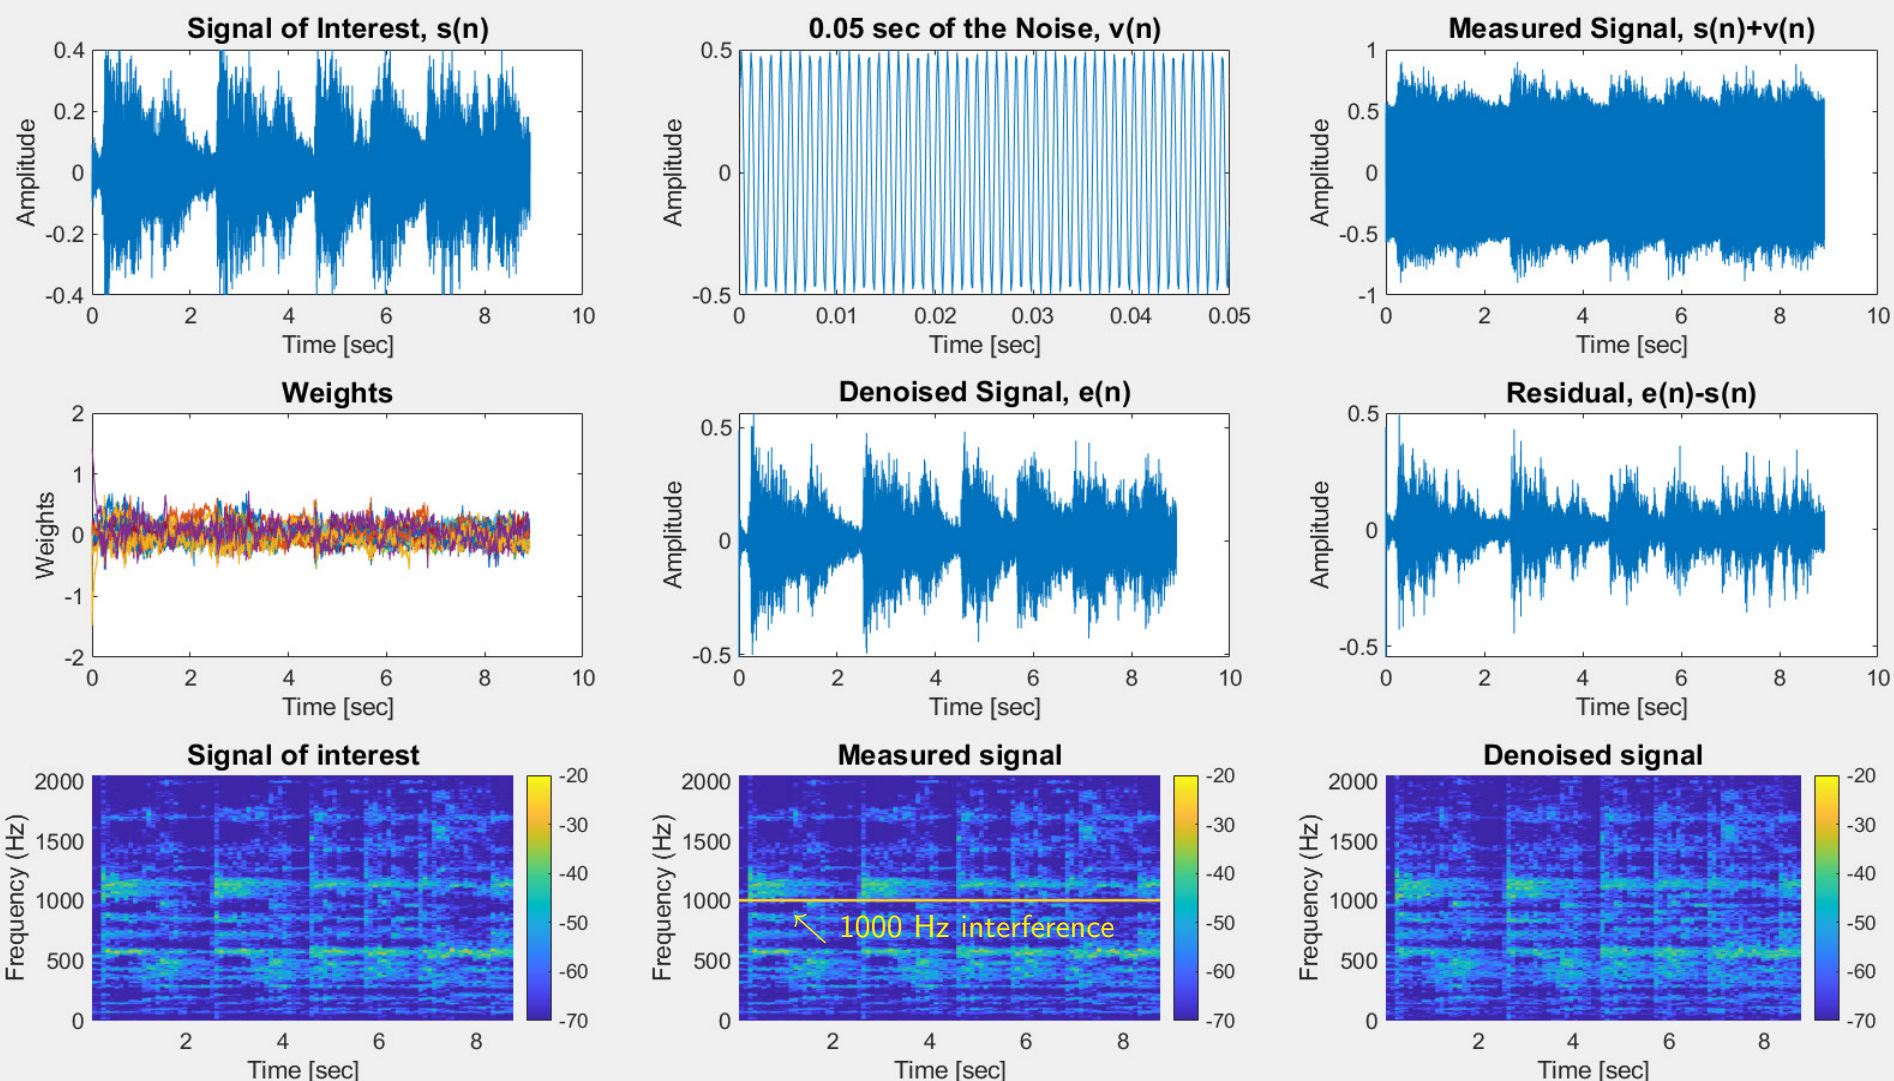 Signal of Interest, s(n)
Amplitude
0.4
0.2
0
-0.2
-0.4
0 2 4 6 8 10
Time [sec]
0.05 sec of the Noise, v(n)
Amplitude
0.5
0
-0.5
0 0.01 0.02 0.03 0.04 0.05
Time [sec]
Measured Signal, s(n)+v(n)
Amplitude
1
0.5
0
-0.5
-1
0 2 4 6 8 10
Time [sec]
Weights
Weights
2
1
0
-1
-2
0 2 4 6 8 10
Time [sec]
Denoised Signal, e(n)
Amplitude
0.5
0
-0.5
0 2 4 6 8 10
Time [sec]
Residual, e(n)-s(n)
Amplitude
0.5
0
-0.5
0 2 4 6 8 10
Time [sec]
Signal of interest
Frequency (Hz)
2000
1500
1000
500
0
2 4 6 8
Time [sec]
-20
-30
-40
-50
-60
-70
Measured signal
Frequency (Hz)
2000
1500
1000
500
0
1000 Hz interference
2 4 6 8
Time [sec]
-20
-30
-40
-50
-60
-70
Denoised signal
Frequency (Hz)
2000
1500
1000
500
0
2 4 6 8
Time [sec]
-20
-30
-40
-50
-60
-70